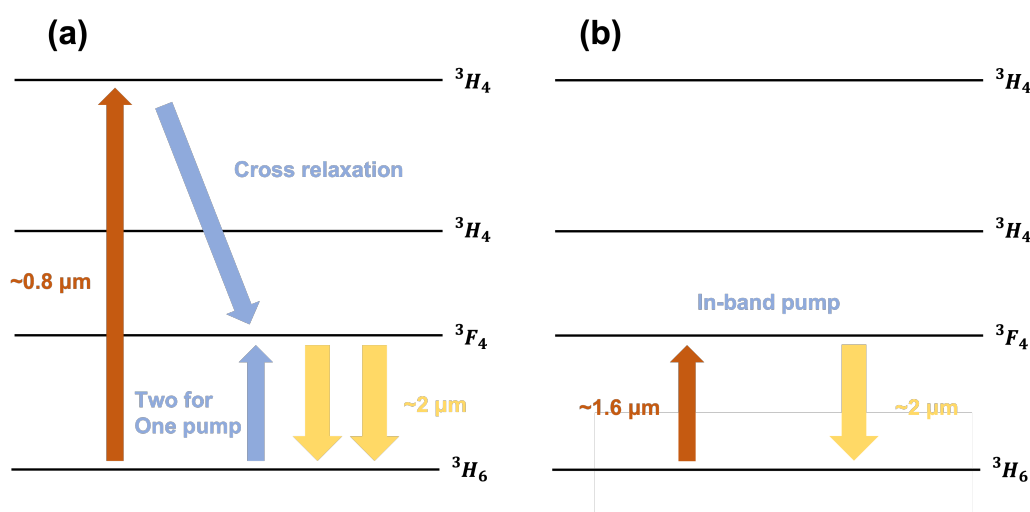 (a)
³H₄
Cross relaxation
³H₄
~0.8 µm
³F₄
Two for
One pump
~2 µm
³H₆
(b)
³H₄
³H₄
In-band pump
³F₄
~1.6 µm
~2 µm
³H₆